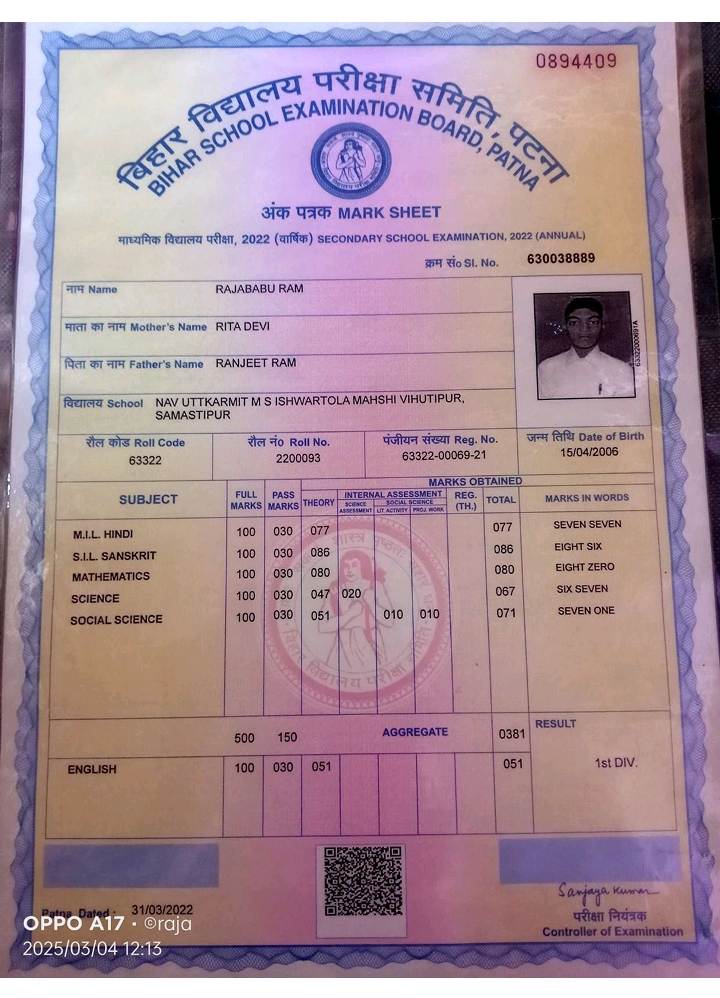 0894409
बिहार विद्यालय परीक्षा समिति, पटना
BIHAR SCHOOL EXAMINATION BOARD, PATNA
अंक पत्रक MARK SHEET
माध्यमिक विद्यालय परीक्षा, 2022 (वार्षिक) SECONDARY SCHOOL EXAMINATION, 2022 (ANNUAL)
क्रम सं० Sl. No. 630038889
नाम Name RAJABABU RAM
माता का नाम Mother's Name RITA DEVI
पिता का नाम Father's Name RANJEET RAM
विद्यालय School NAV UTTKARMIT M S ISHWARTOLA MAHSHI VIHUTIPUR,
SAMASTIPUR
रौल कोड Roll Code रौल नं० Roll No. पंजीयन संख्या Reg. No. जन्म तिथि Date of Birth
63322 2200093 63322-00069-21 15/04/2006
MARKS OBTAINED
SUBJECT FULL MARKS PASS MARKS THEORY INTERNAL ASSESSMENT REG. (TH.) TOTAL MARKS IN WORDS
SCIENCE ASSESSMENT SOCIAL SCIENCE LIT. ACTIVITY PROJ. WORK
M.I.L. HINDI 100 030 077 077 SEVEN SEVEN
S.I.L. SANSKRIT 100 030 086 086 EIGHT SIX
MATHEMATICS 100 030 080 080 EIGHT ZERO
SCIENCE 100 030 047 020 067 SIX SEVEN
SOCIAL SCIENCE 100 030 051 010 010 071 SEVEN ONE
500 150 AGGREGATE 0381 RESULT
ENGLISH 100 030 051 051 1st DIV.
Sanjaya Kumar
Patna, Dated : 31/03/2022
परीक्षा नियंत्रक
Controller of Examination
OPPO A17 · ©raja
2025/03/04 12:13